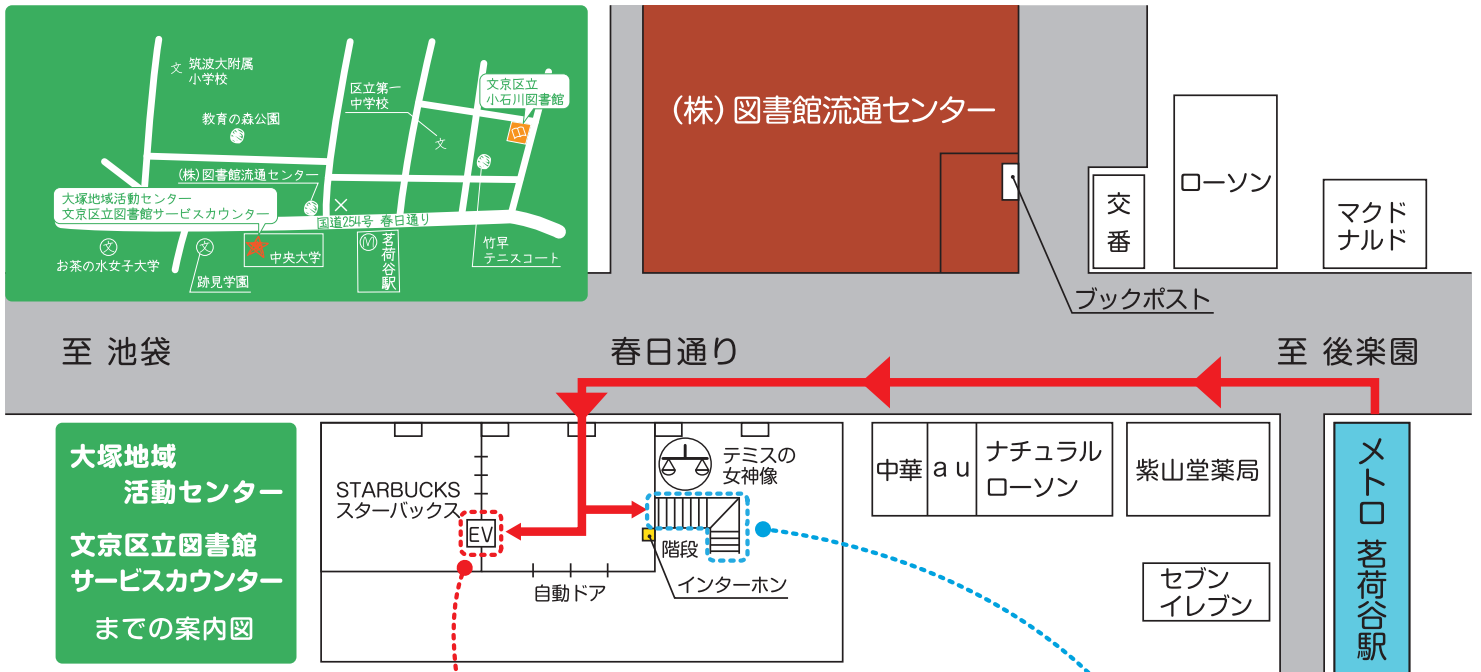 筑波大附属
小学校
文
教育の森公園
区立第一
中学校
文
文京区立
小石川図書館
(株)図書館流通センター
大塚地域活動センター
文京区立図書館サービスカウンター
国道254号 春日通り
文
お茶の水女子大学
文
跡見学園
中央大学
M
茗荷谷駅
竹早
テニスコート
(株)図書館流通センター
交番
ローソン
マクド
ナルド
ブックポスト
至 池袋
春日通り
至 後楽園
大塚地域
活動センター
文京区立図書館
サービスカウンター
までの案内図
STARBUCKS
スターバックス
EV
自動ドア
テミスの
女神像
階段
インターホン
中華
au
ナチュラル
ローソン
紫山堂薬局
セブン
イレブン
メトロ 茗荷谷駅